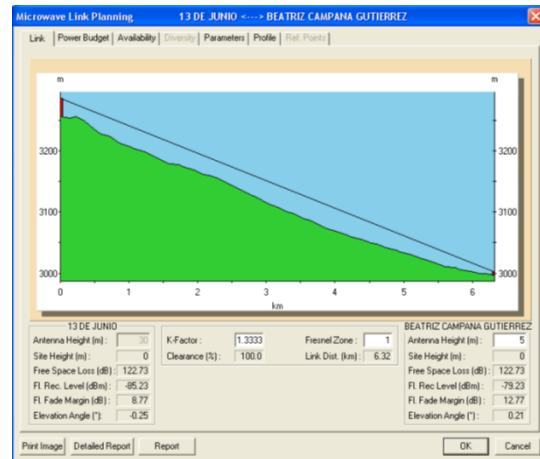 Microwave Link Planning 13 DE JUNIO <---> BEATRIZ CAMPANA GUTIERREZ
Link Power Budget Availability Diversity Parameters Profile Ref. Points
m m
3200 3200
3100 3100
3000 3000
0 1 2 3 4 5 6
km
13 DE JUNIO
Antenna Height (m) : 30
Site Height (m) : 0
Free Space Loss (dB) : 122.73
Fl. Rec. Level (dBm) : -85.23
Fl. Fade Margin (dB) : 8.77
Elevation Angle (°): -0.25
K-Factor : 1.3333 Fresnel Zone : 1
Clearance (%) : 100.0 Link Dist. (km) : 6.32
BEATRIZ CAMPANA GUTIERREZ
Antenna Height (m) : 5
Site Height (m) : 0
Free Space Loss (dB) : 122.73
Fl. Rec. Level (dBm) : -79.23
Fl. Fade Margin (dB) : 12.77
Elevation Angle (°) : 0.21
Print Image Detailed Report Report OK Cancel